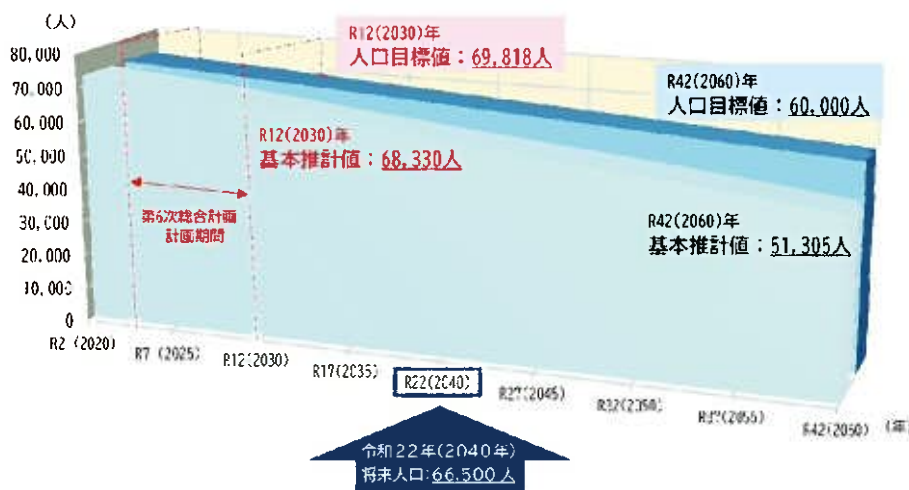 (人)
80,000
70,000
60,000
50,000
40,000
30,000
20,000
10,000
0
R12(2030)年
人口目標値：69,818人
R42(2060)年
人口目標値：60,000人
R12(2030)年
基本推計値：68,330人
第6次総合計画
計画期間
R42(2060)年
基本推計値：51,305人
R2 (2020)
R7 (2025)
R12(2030)
R17(2035)
R22(2040)
R27(2045)
R32(2050)
R37(2055)
R42(2060)
(年)
令和22年(2040年)
将来人口:66,500人